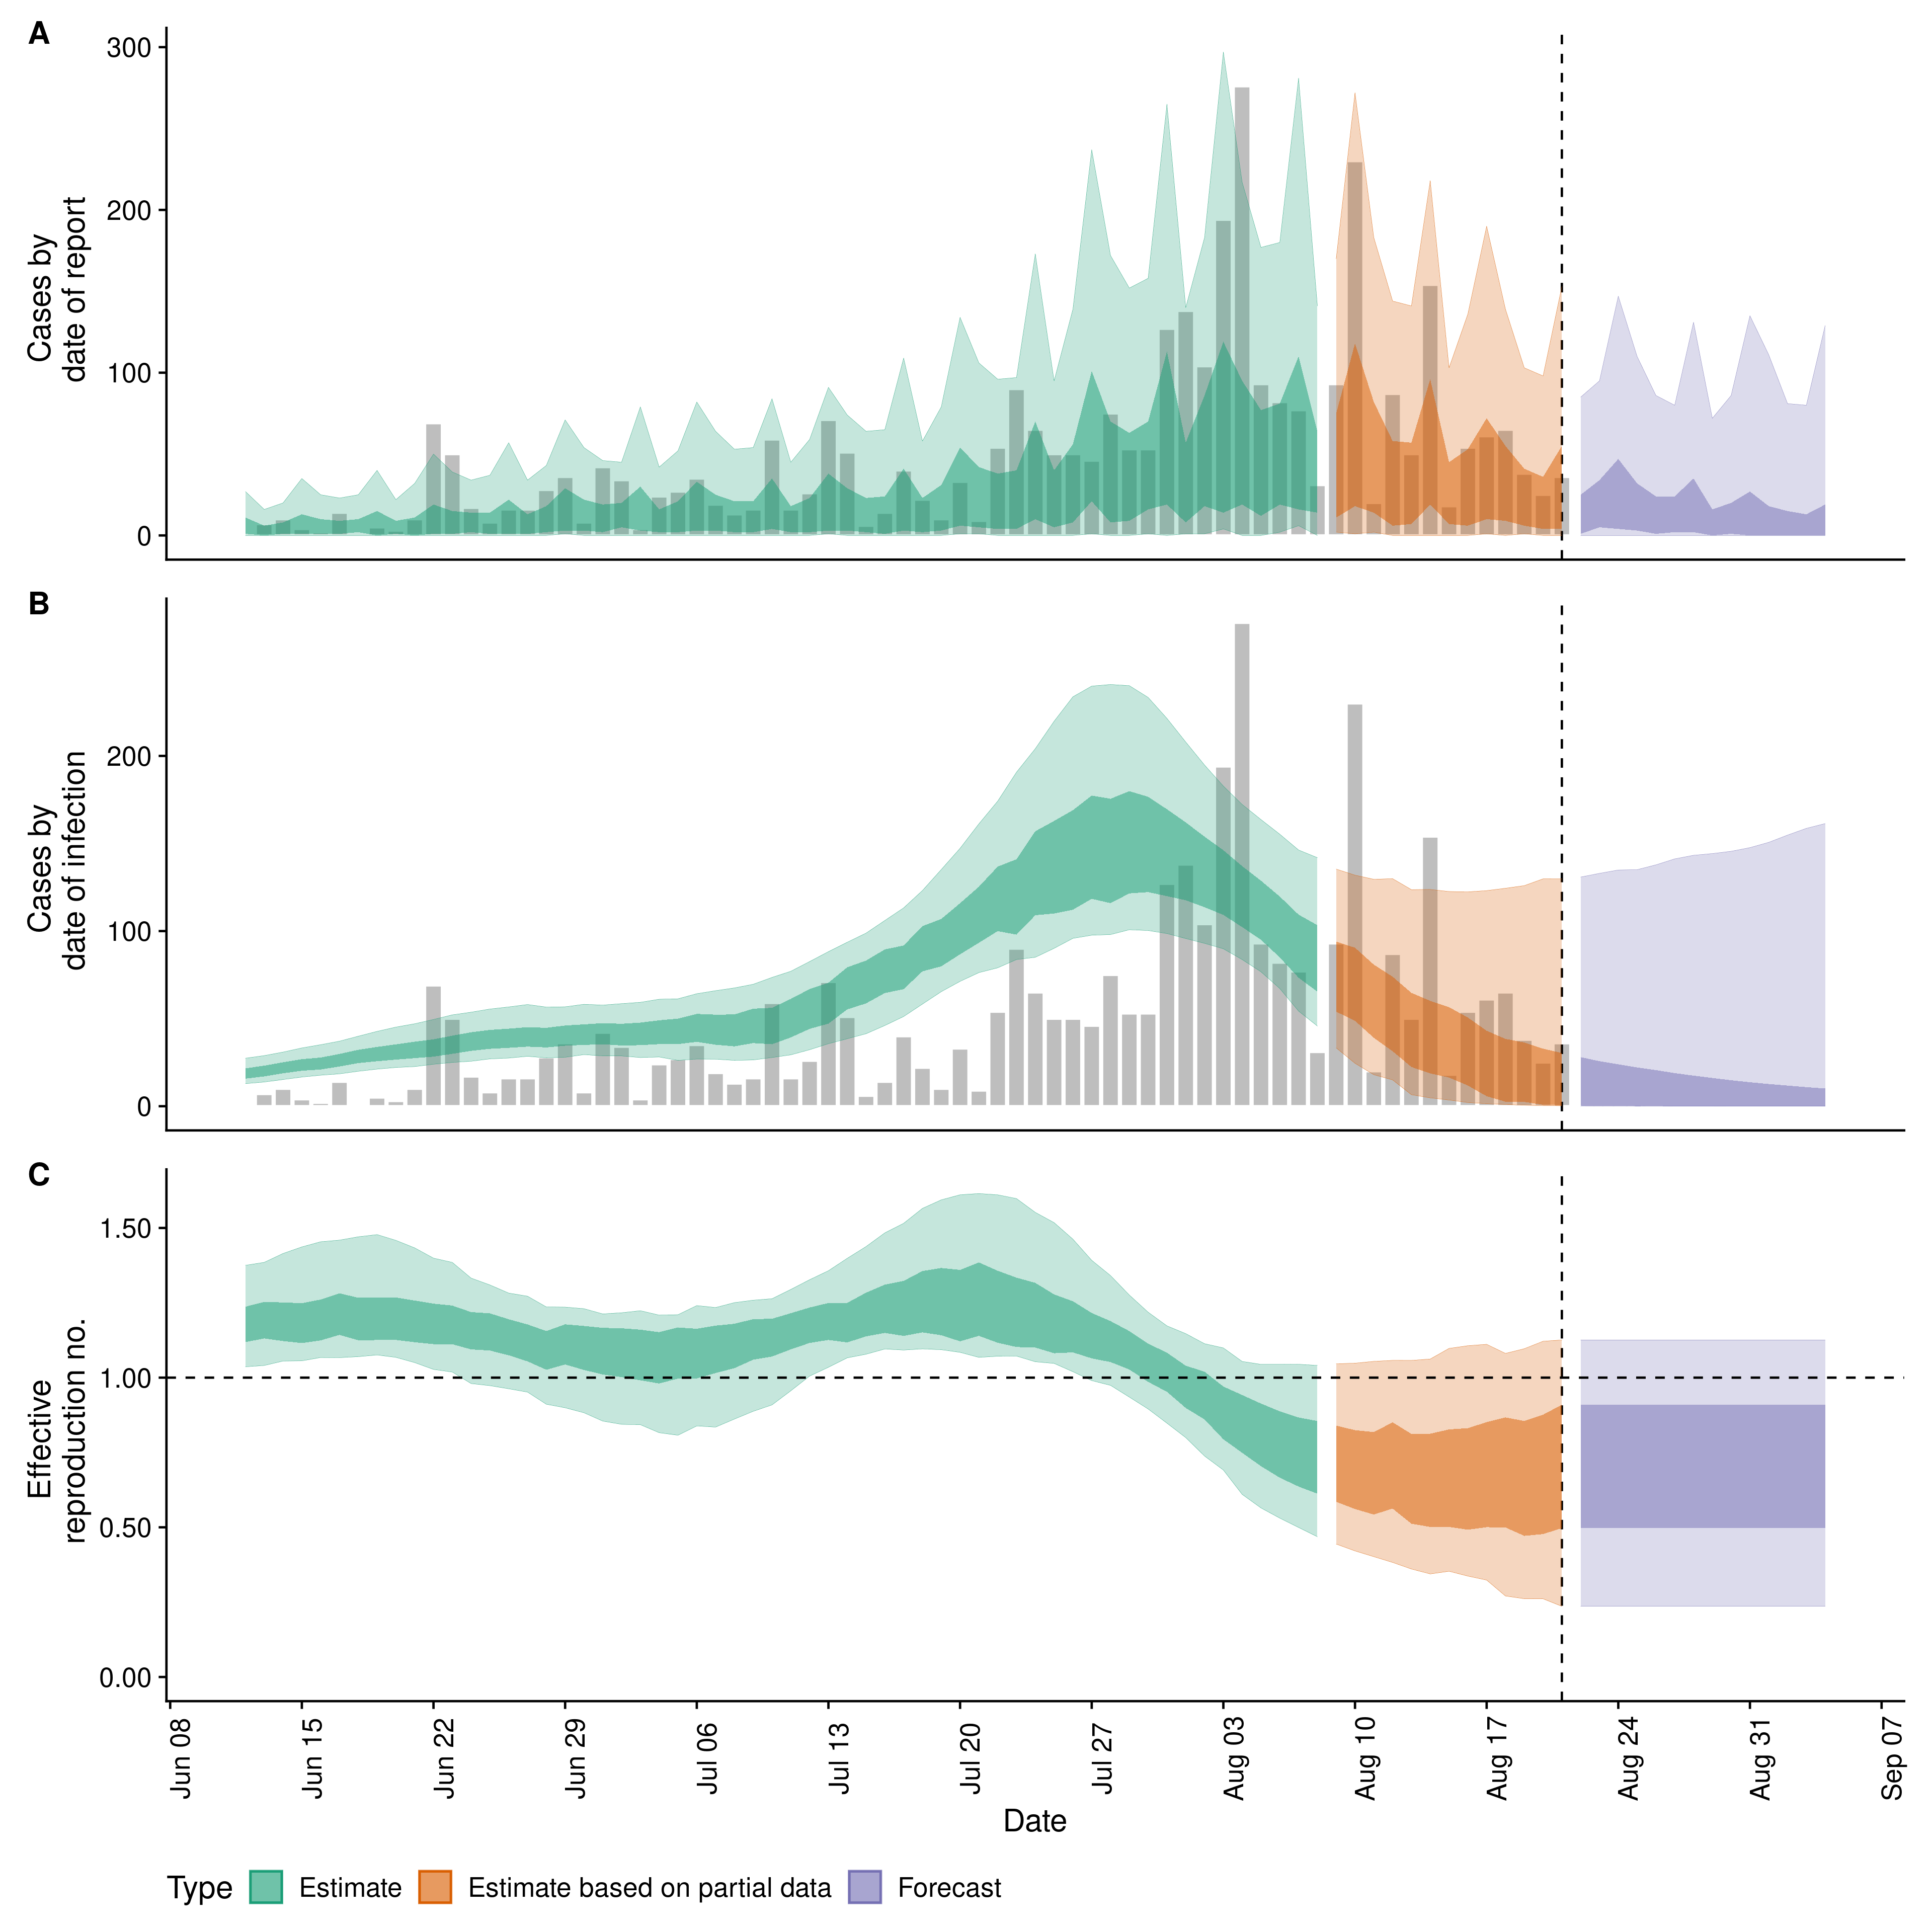 A
Cases by
date of report
300
200
100
0
B
Cases by
date of infection
200
100
0
C
Effective
reproduction no.
1.50
1.00
0.50
0.00
Jun 08
Jun 15
Jun 22
Jun 29
Jul 06
Jul 13
Jul 20
Jul 27
Aug 03
Aug 10
Aug 17
Aug 24
Aug 31
Sep 07
Date
Type Estimate Estimate based on partial data Forecast